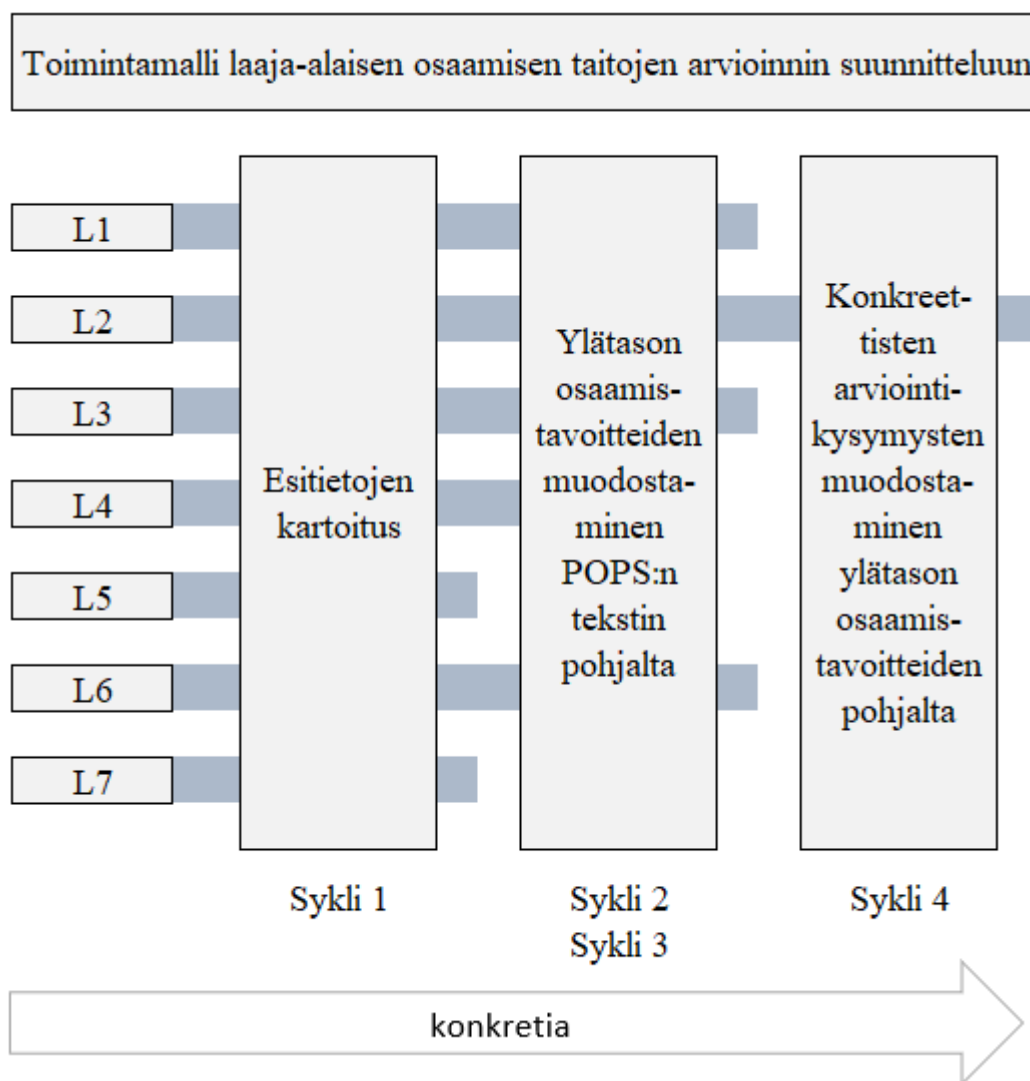 Toimintamalli laaja-alaisen osaamisen taitojen arvioinnin suunnitteluun
L1
L2
L3
L4
L5
L6
L7
Esitietojen
kartoitus
Ylätason
osaamis-
tavoitteiden
muodosta-
minen
POPS:n
tekstin
pohjalta
Konkreet-
tisten
arviointi-
kysymysten
muodosta-
minen
ylätason
osaamis-
tavoitteiden
pohjalta
Sykli 1
Sykli 2
Sykli 3
Sykli 4
konkretia